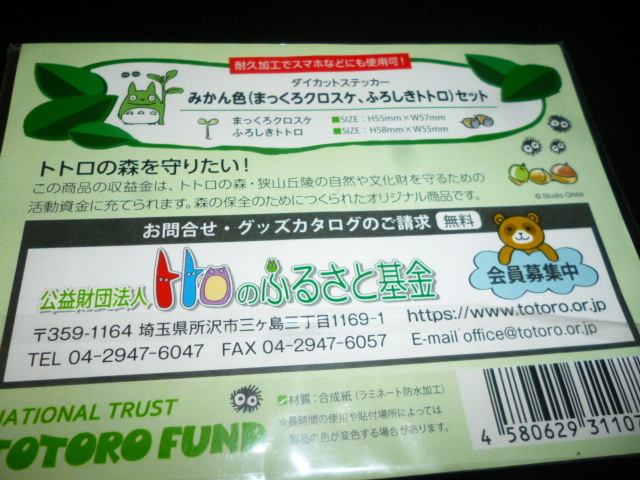 耐久加工でスマホなどにも使用可!
ダイカットステッカー
みかん色(まっくろクロスケ、ふろしきトトロ)セット
まっくろクロスケ ■SIZE:H55mm×W57mm
ふろしきトトロ ■SIZE:H58mm×W55mm
トトロの森を守りたい!
© Studio Ghibli
この商品の収益金は、トトロの森・狭山丘陵の自然や文化財を守るための
活動資金に充てられます。森の保全のためにつくられたオリジナル商品です。
お問合せ・グッズカタログのご請求 無料
会員募集中
公益財団法人 トトロのふるさと基金
〒359-1164 埼玉県所沢市三ヶ島三丁目1169-1
https://www.totoro.or.jp
TEL 04-2947-6047 FAX 04-2947-6057
E-mail office@totoro.or.jp
NATIONAL TRUST
TOTORO FUND
■材質:合成紙(ラミネート防水加工)
※長時間の使用や貼付場所によっては
製品の色が変色する場合があります。
4 580629 31107